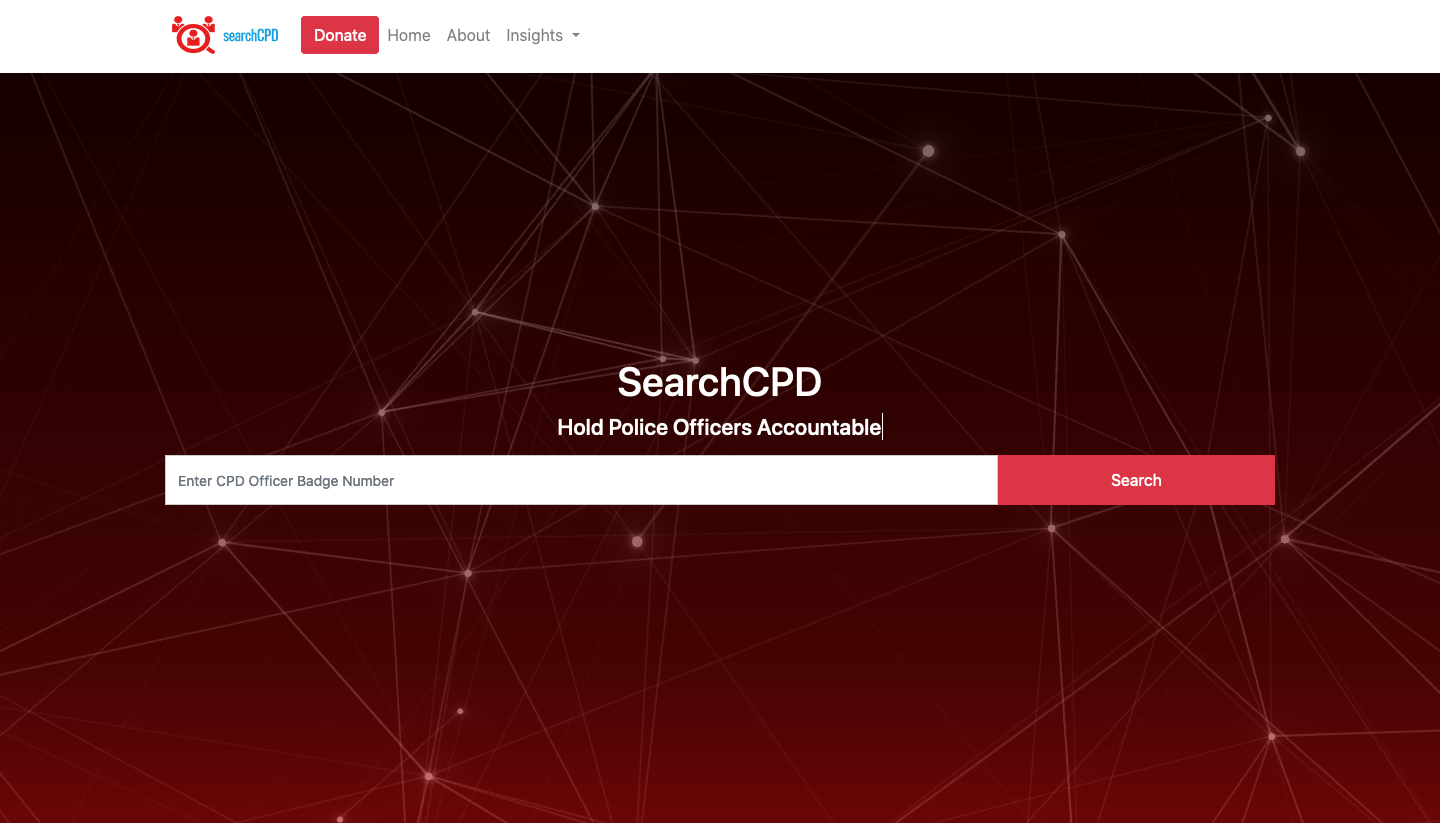 searchCPD
Donate Home About Insights
SearchCPD
Hold Police Officers Accountable
Enter CPD Officer Badge Number
Search